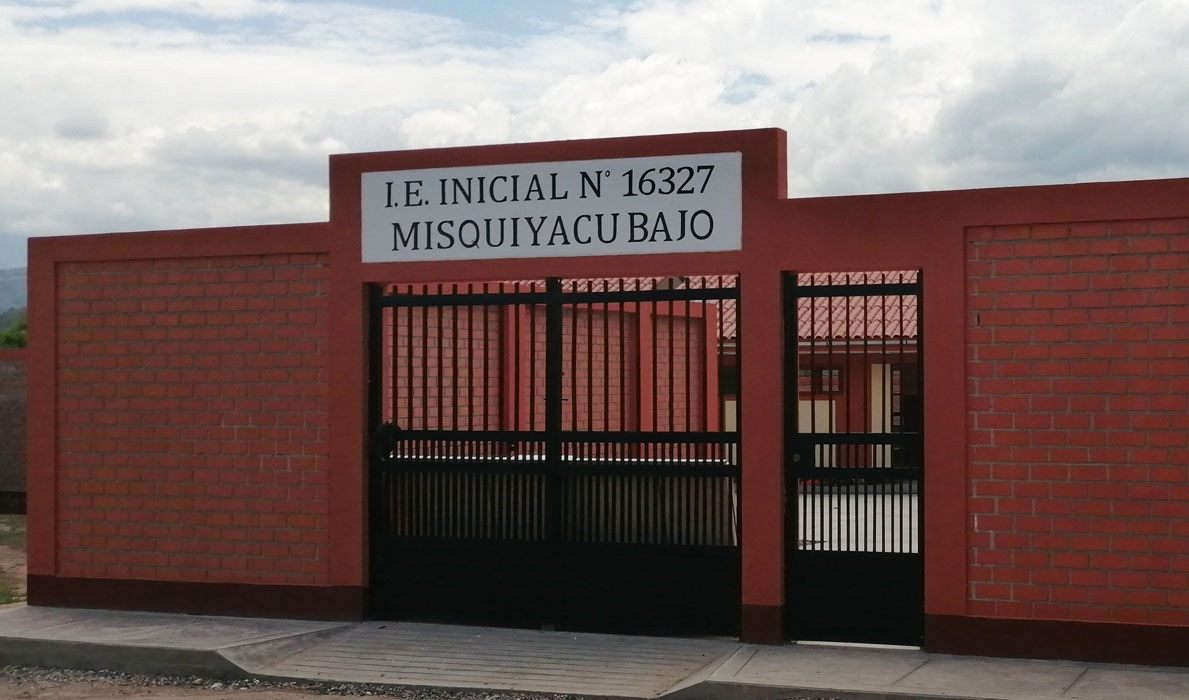 I.E. INICIAL N° 16327
MISQUIYACU BAJO